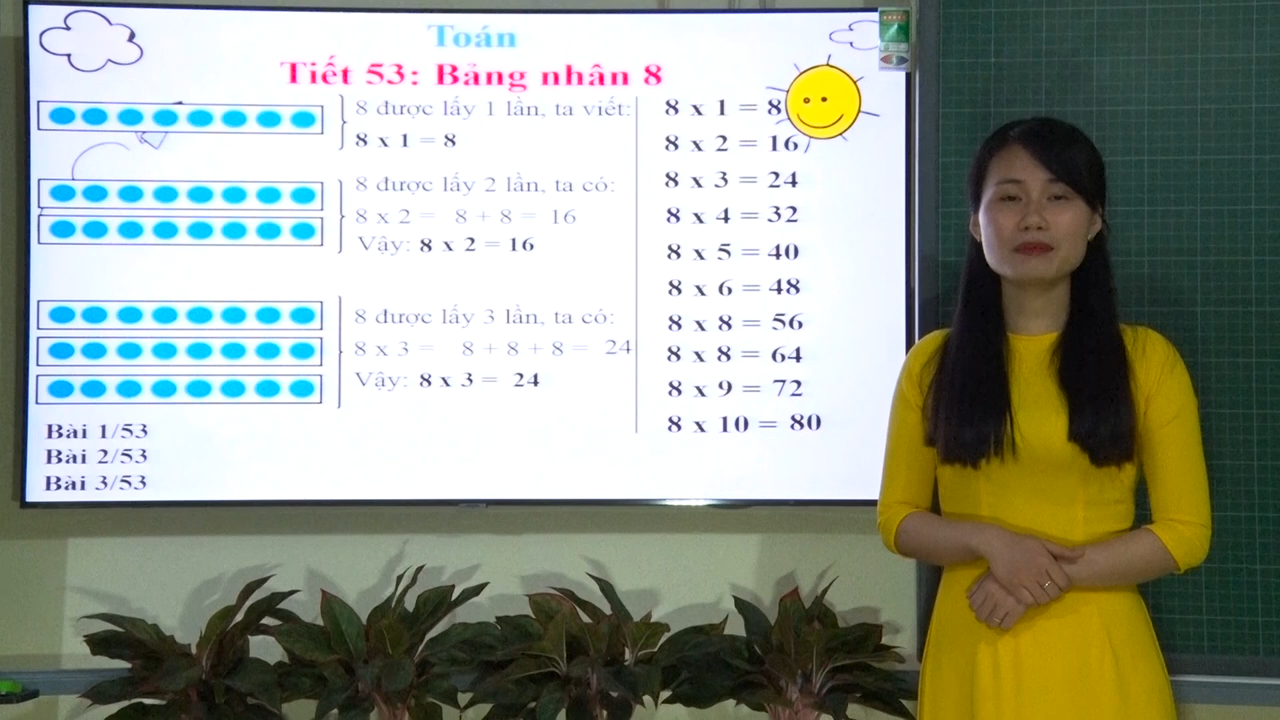 Toán
Tiết 53: Bảng nhân 8
8 được lấy 1 lần, ta viết:
8 x 1 = 8
8 được lấy 2 lần, ta có:
8 x 2 = 8 + 8 = 16
Vậy: 8 x 2 = 16
8 được lấy 3 lần, ta có:
8 x 3 = 8 + 8 + 8 = 24
Vậy: 8 x 3 = 24
Bài 1/53
Bài 2/53
Bài 3/53
8 x 1 = 8
8 x 2 = 16
8 x 3 = 24
8 x 4 = 32
8 x 5 = 40
8 x 6 = 48
8 x 8 = 56
8 x 8 = 64
8 x 9 = 72
8 x 10 = 80